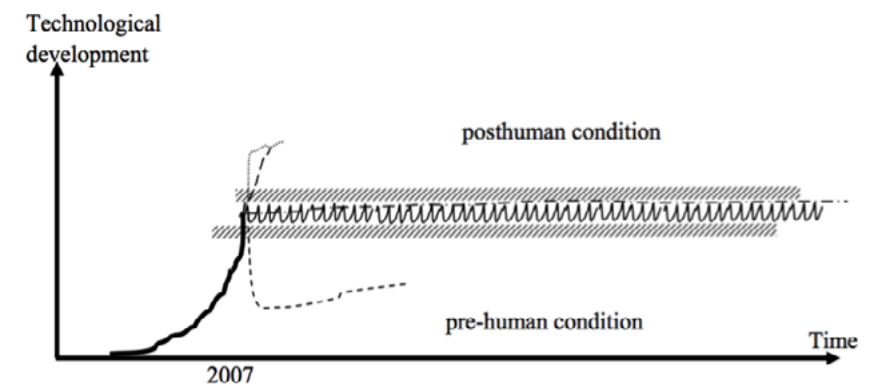 Technological
development
posthuman condition
pre-human condition
Time
2007